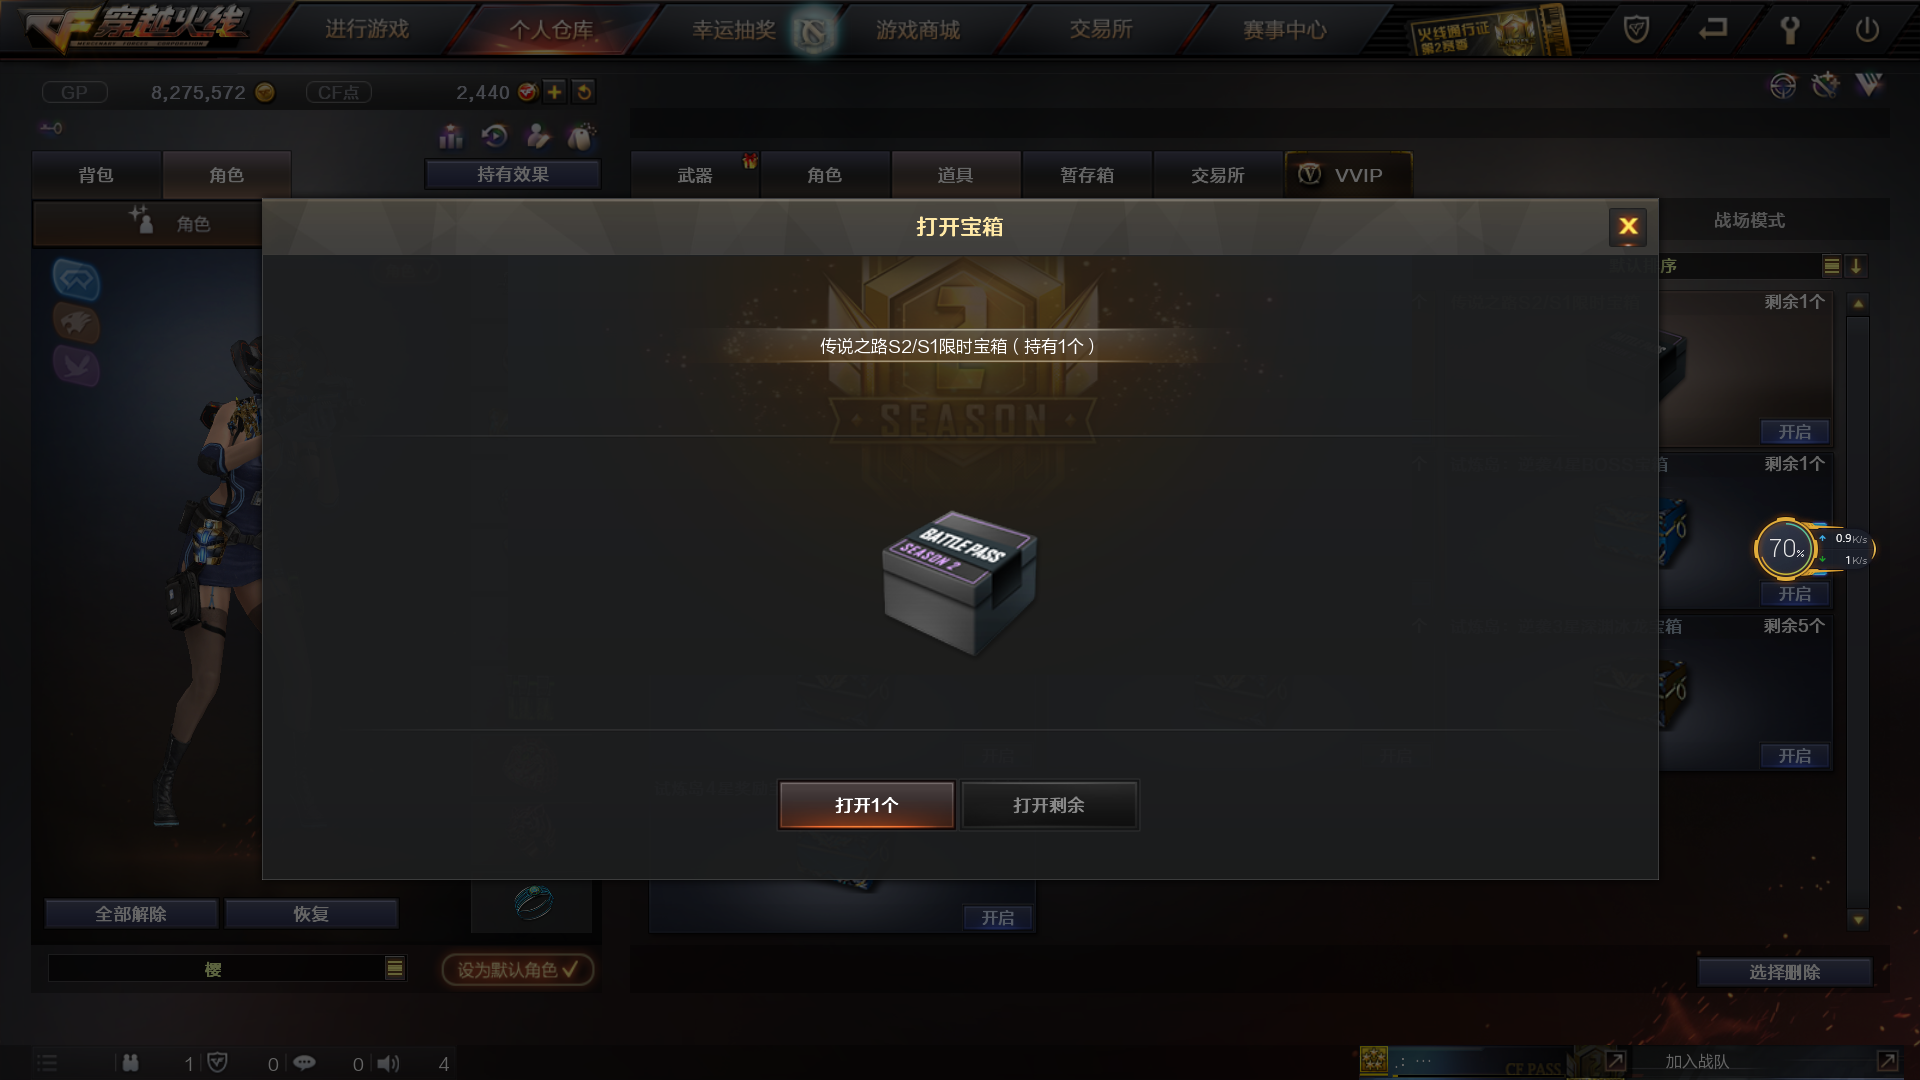 穿越火线
进行游戏
个人仓库
幸运抽奖
游戏商城
交易所
赛事中心
火线通行证
第2赛季
GP
8,275,572
CF点
2,440
背包
角色
持有效果
武器
角色
道具
暂存箱
交易所
VVIP
角色
打开宝箱
战场模式
传说之路S2/S1限时宝箱 ( 持有1个 )
2
SEASON
剩余1个
开启
剩余1个
开启
宝箱
剩余5个
开启
BATTLE PASS
SEASON 2
70%
0.9K/s
1K/s
打开1个
打开剩余
全部解除
恢复
开启
樱
设为默认角色
选择删除
1
0
0
4
CF PASS
加入战队